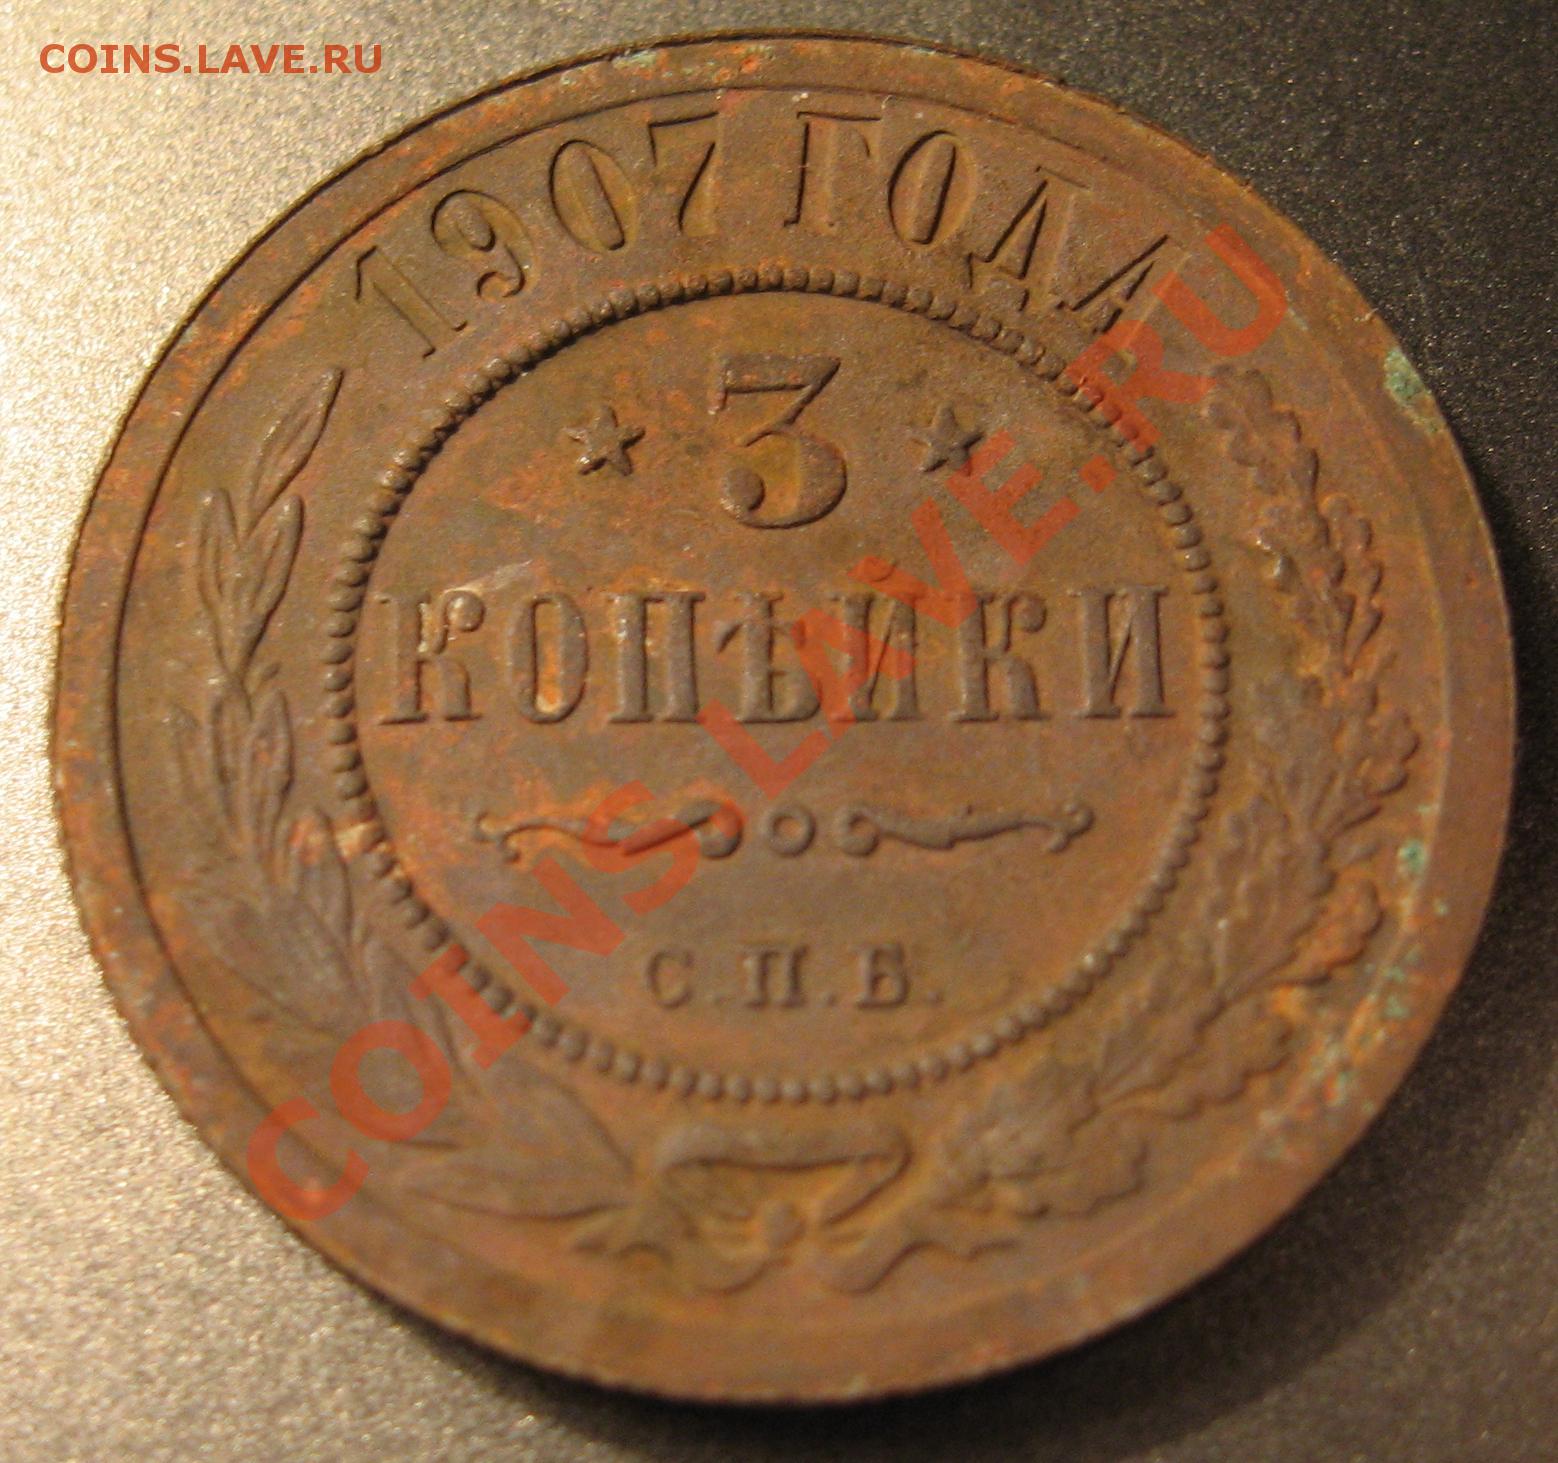 COINS.LAVE.RU
1907 ГОДА
3
КОПѢЙКИ
С.П.Б.
COINS.LAVE.RU